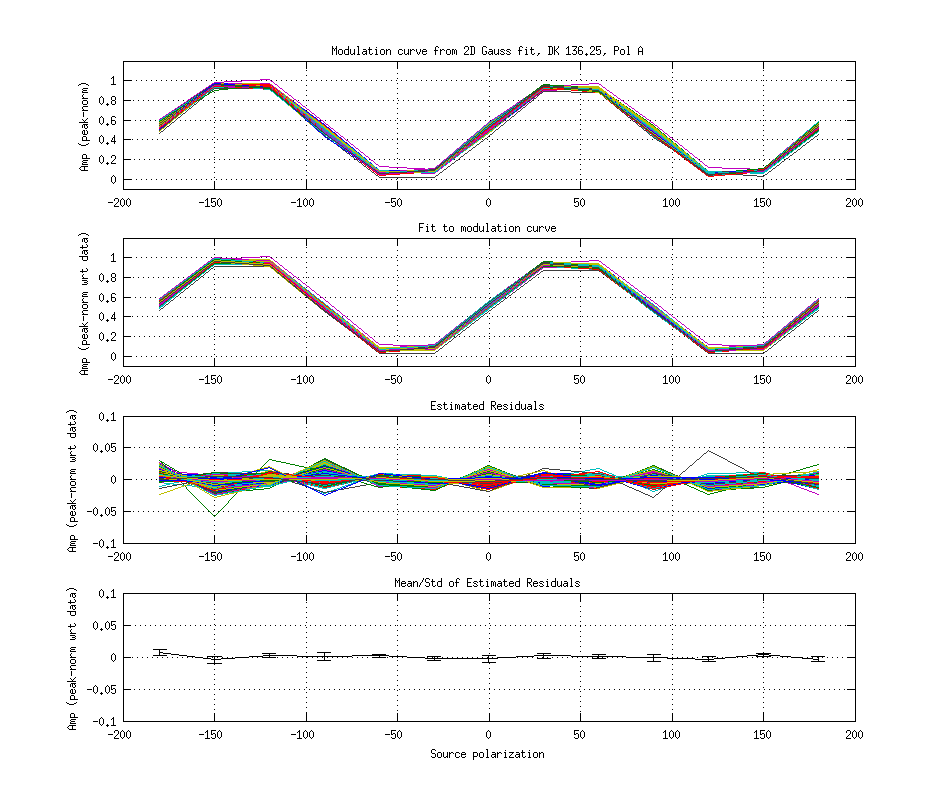 Modulation curve from 2D Gauss fit, DK 136.25, Pol A
Amp (peak-norm)
1
0.8
0.6
0.4
0.2
0
-200 -150 -100 -50 0 50 100 150 200
Fit to modulation curve
Amp (peak-norm wrt data)
1
0.8
0.6
0.4
0.2
0
-200 -150 -100 -50 0 50 100 150 200
Estimated Residuals
Amp (peak-norm wrt data)
0.1
0.05
0
-0.05
-0.1
-200 -150 -100 -50 0 50 100 150 200
Mean/Std of Estimated Residuals
Amp (peak-norm wrt data)
0.1
0.05
0
-0.05
-0.1
-200 -150 -100 -50 0 50 100 150 200
Source polarization